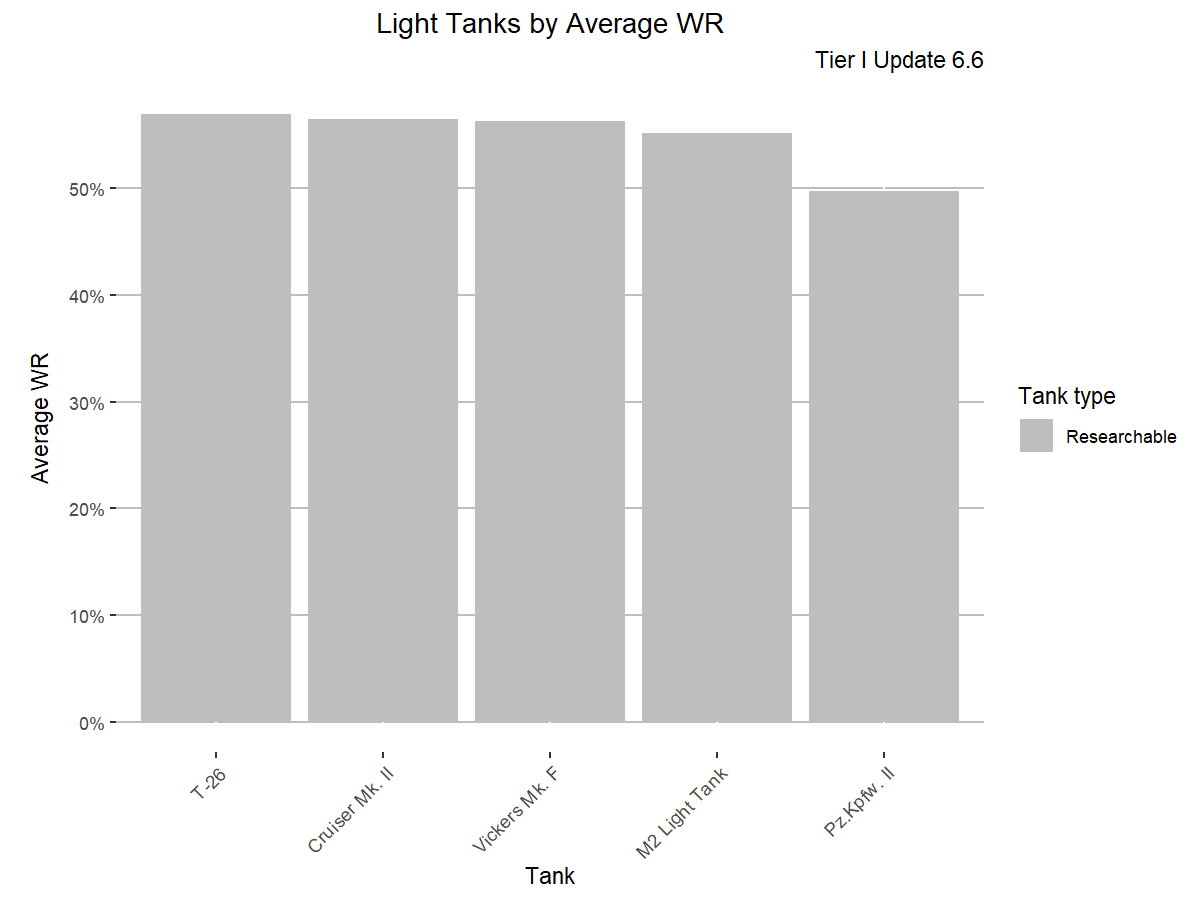 Light Tanks by Average WR
Tier I Update 6.6
Average WR
50%
40%
30%
20%
10%
0%
T-26
Cruiser Mk. II
Vickers Mk. F
M2 Light Tank
Pz.Kpfw. II
Tank
Tank type
Researchable